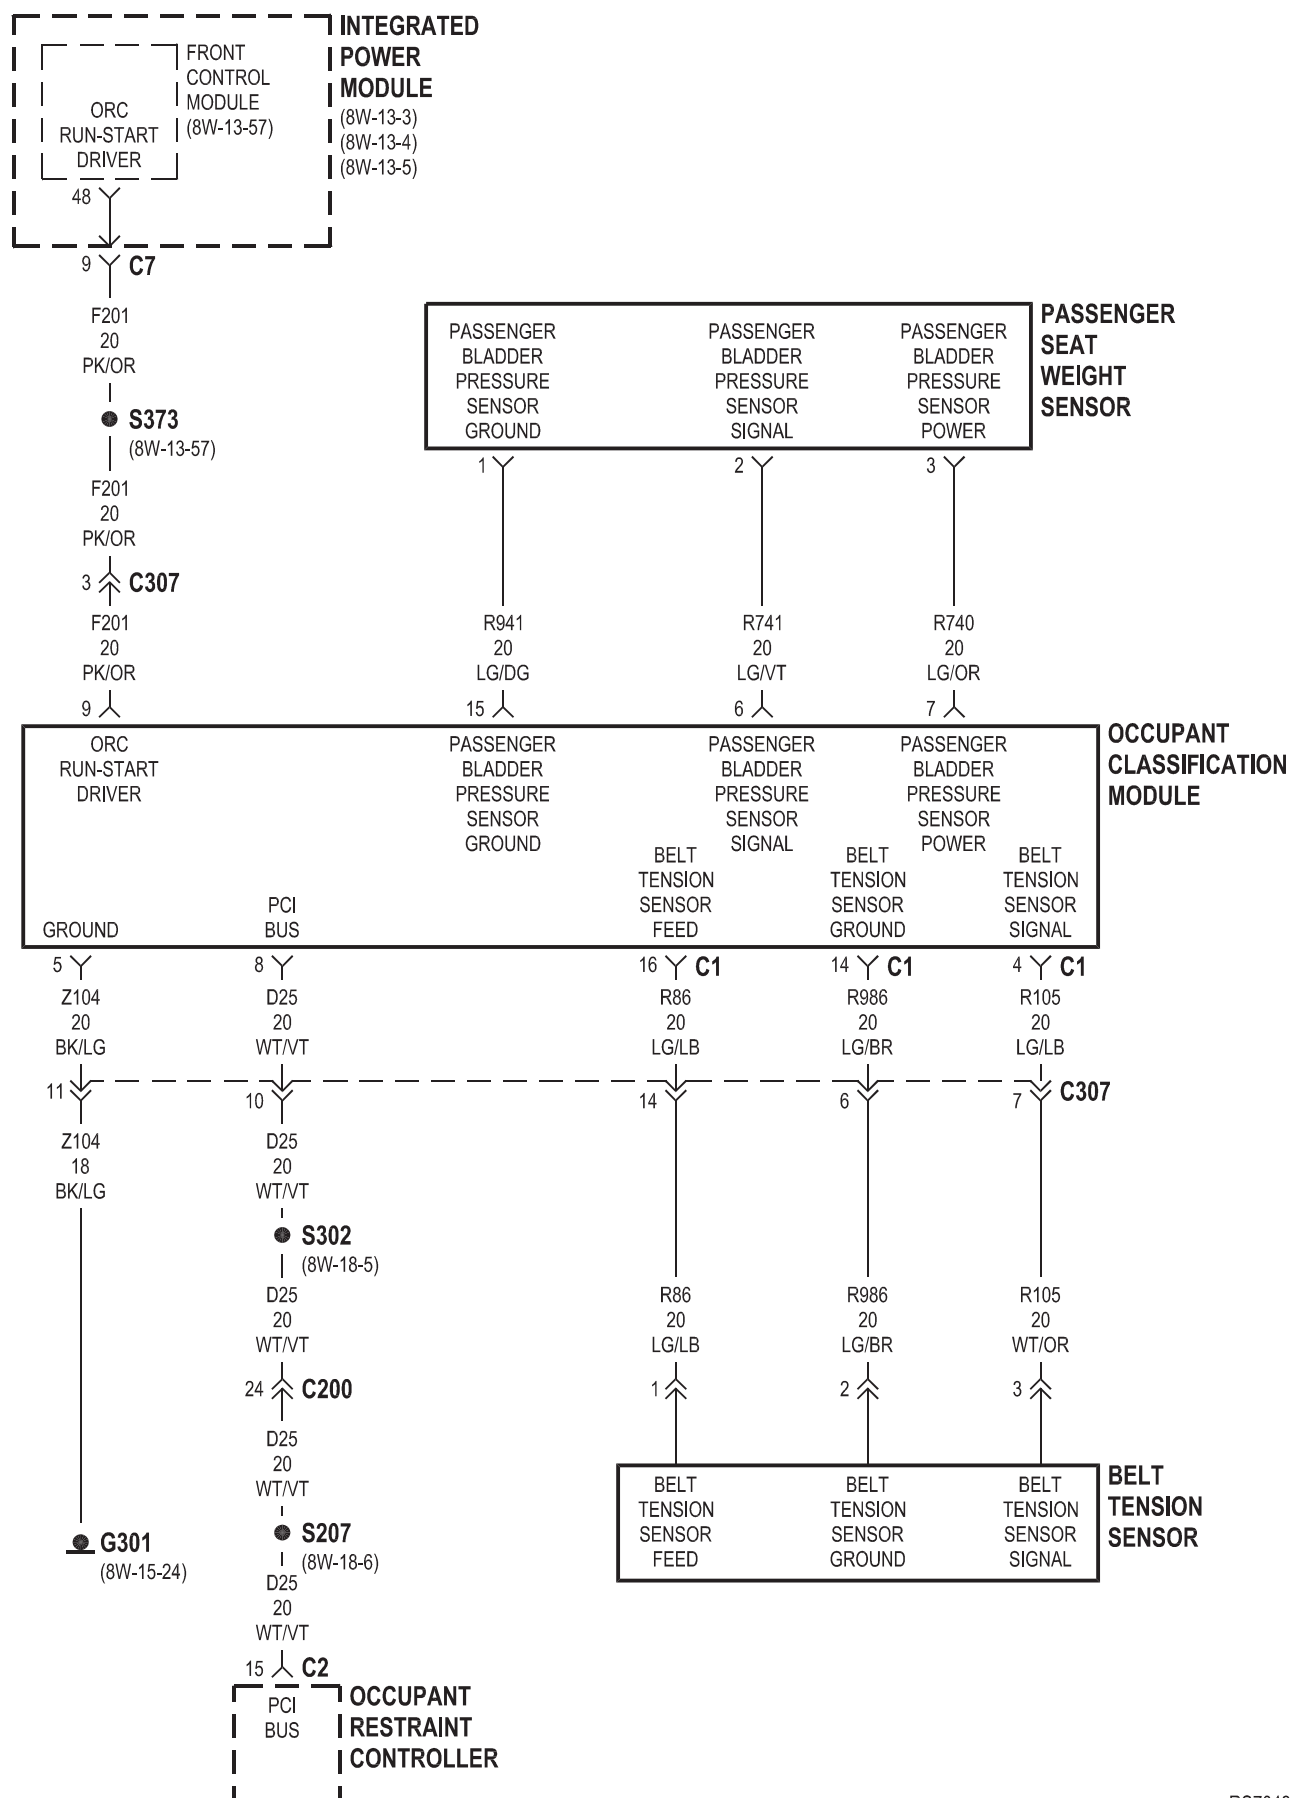 INTEGRATED
POWER
MODULE
(8W-13-3)
(8W-13-4)
(8W-13-5)
FRONT
CONTROL
MODULE
(8W-13-57)
ORC
RUN-START
DRIVER
48
9 C7
F201
20
PK/OR
S373
(8W-13-57)
F201
20
PK/OR
3 C307
F201
20
PK/OR
9
PASSENGER
SEAT
WEIGHT
SENSOR
PASSENGER
BLADDER
PRESSURE
SENSOR
GROUND
PASSENGER
BLADDER
PRESSURE
SENSOR
SIGNAL
PASSENGER
BLADDER
PRESSURE
SENSOR
POWER
1 2 3
R941 R741 R740
20 20 20
LG/DG LG/VT LG/OR
15 6 7
OCCUPANT
CLASSIFICATION
MODULE
ORC
RUN-START
DRIVER
PASSENGER
BLADDER
PRESSURE
SENSOR
GROUND
PASSENGER
BLADDER
PRESSURE
SENSOR
SIGNAL
PASSENGER
BLADDER
PRESSURE
SENSOR
POWER
GROUND
PCI
BUS
BELT
TENSION
SENSOR
FEED
BELT
TENSION
SENSOR
GROUND
BELT
TENSION
SENSOR
SIGNAL
5 8 16 C1 14 C1 4 C1
Z104 D25 R86 R986 R105
20 20 20 20 20
BK/LG WT/VT LG/LB LG/BR LG/LB
11 10 14 6 7 C307
Z104 D25
18 20
BK/LG WT/VT
S302
(8W-18-5)
D25 R86 R986 R105
20 20 20 20
WT/VT LG/LB LG/BR WT/OR
24 C200 1 2 3
D25
20
WT/VT
BELT
TENSION
SENSOR
BELT
TENSION
SENSOR
FEED
BELT
TENSION
SENSOR
GROUND
BELT
TENSION
SENSOR
SIGNAL
G301
(8W-15-24)
S207
(8W-18-6)
D25
20
WT/VT
15 C2
PCI
BUS
OCCUPANT
RESTRAINT
CONTROLLER